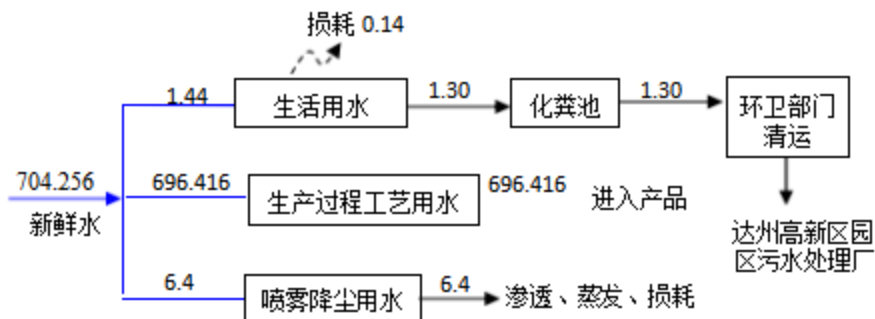 损耗 0.14
1.44
生活用水
1.30
化粪池
1.30
环卫部门
清运
704.256
新鲜水
696.416
生产过程工艺用水
696.416
进入产品
达州高新区园
区污水处理厂
6.4
喷雾降尘用水
6.4
渗透、蒸发、损耗